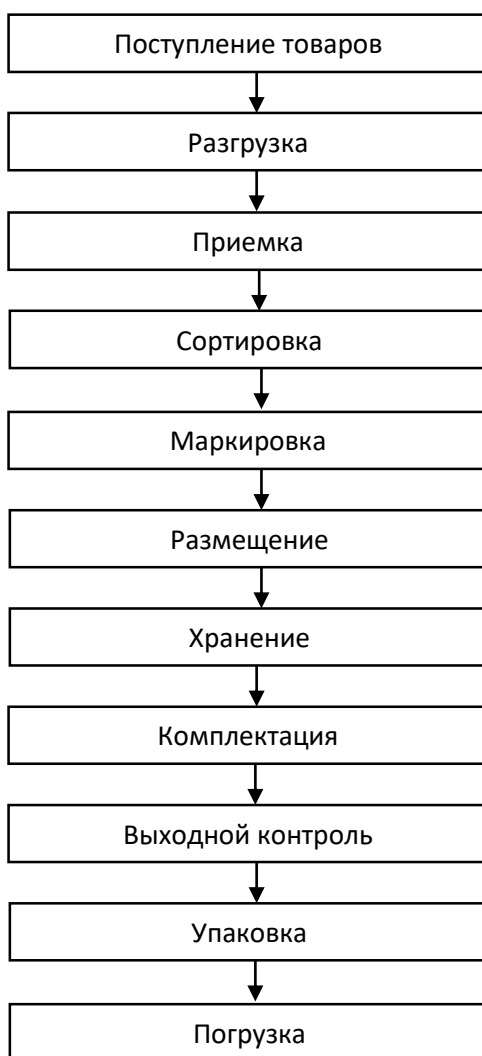 Поступление товаров
Разгрузка
Приемка
Сортировка
Маркировка
Размещение
Хранение
Комплектация
Выходной контроль
Упаковка
Погрузка